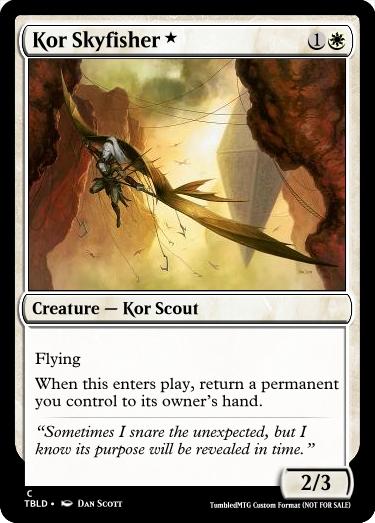 Kor Skyfisher ★ 1
Creature — Kor Scout
Flying
When this enters play, return a permanent
you control to its owner's hand.
“Sometimes I snare the unexpected, but I
know its purpose will be revealed in time.”
2/3
C
TBLD • Dan Scott
TumbledMTG Custom Format (NOT FOR SALE)